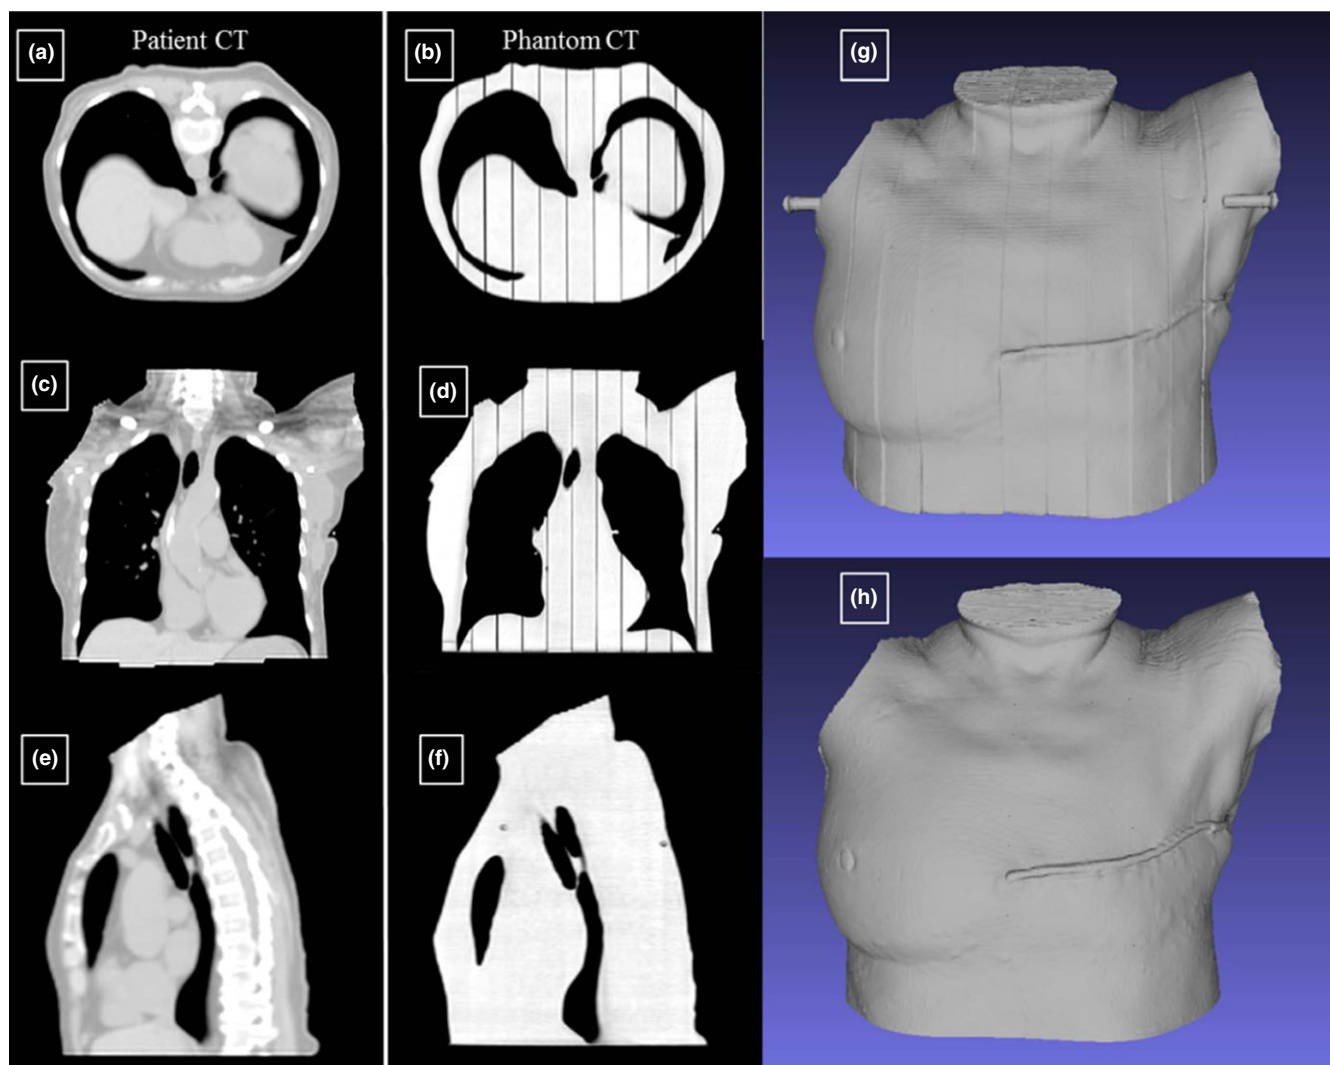 (a)
Patient CT
(b)
Phantom CT
(g)
(c)
(d)
(h)
(e)
(f)